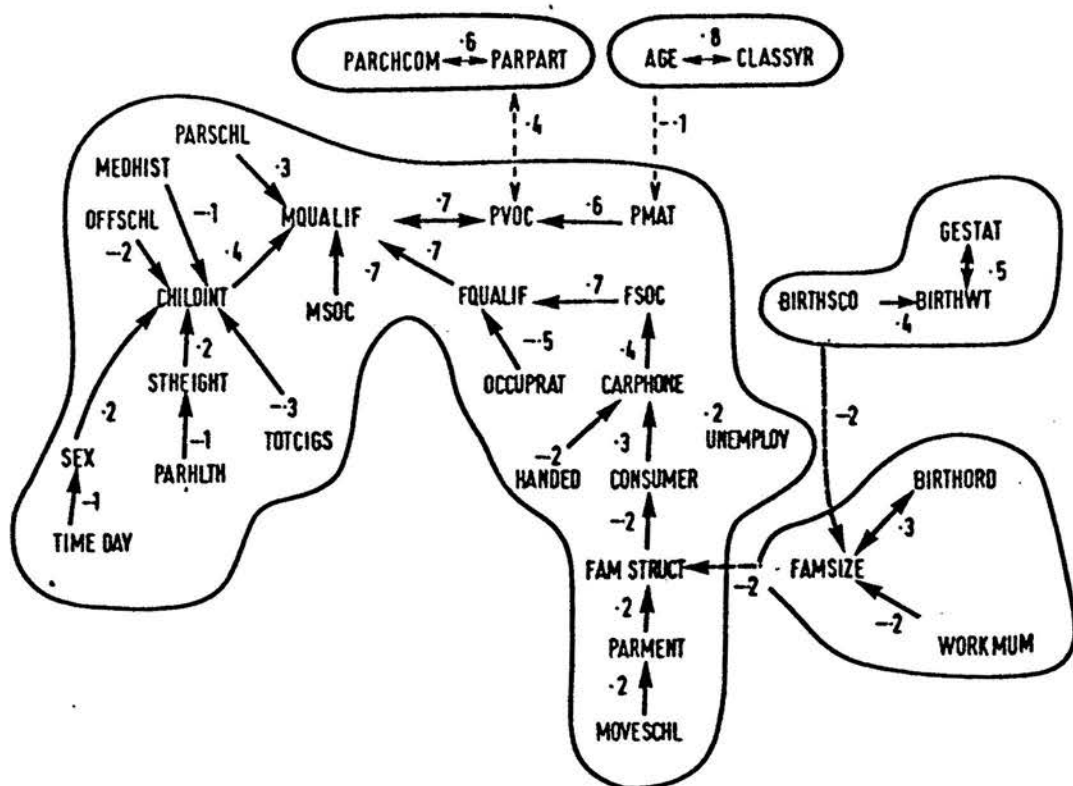 ·6
PARCHCOM PARPART
·8
AGE CLASSYR
·4
-·1
PARSCHL
MEDHIST
·3
OFFSCHL
-·1
MQUALIF
·7
PVOC
·6
PMAT
-·2
·4
·7
·7
CHILDINT
MSOC
FQUALIF
·7
FSOC
GESTAT
·5
BIRTHSCO
·4
BIRTHWT
·2
-·5
·4
STHEIGHT
OCCUPRAT
CARPHONE
·2
-·3
TOTCIGS
·2
UNEMPLOY
-·2
SEX
-·1
PARHLTH
-·2
·3
HANDED
CONSUMER
BIRTHORD
-·1
-·2
·3
TIME DAY
FAM STRUCT
-·2
FAMSIZE
·2
-·2
PARMENT
WORK MUM
·2
MOVESCHL